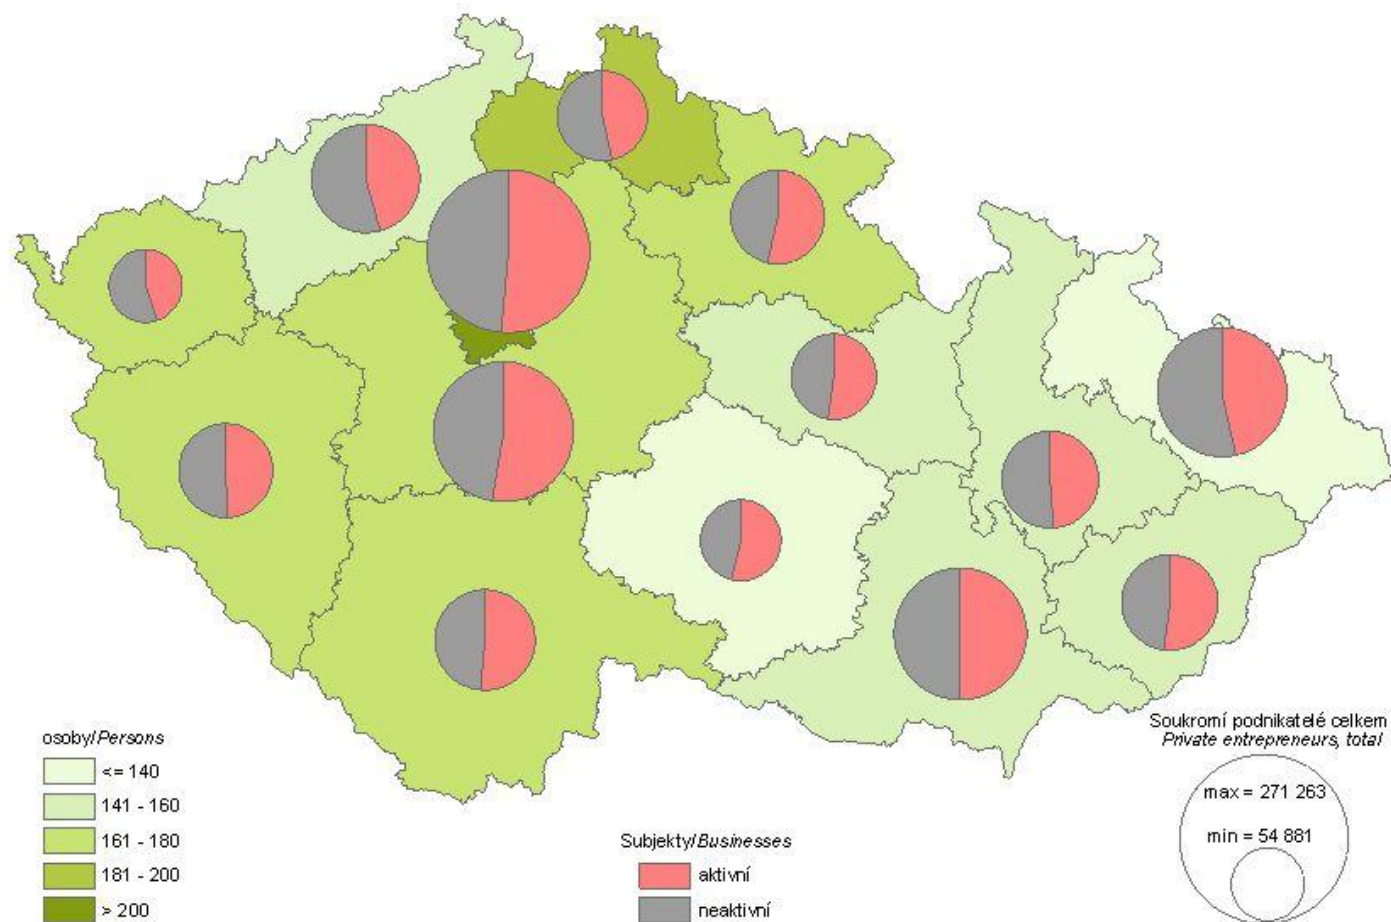 osoby/Persons
<= 140
141 - 160
161 - 180
181 - 200
> 200
Subjekty/Businesses
aktivní
neaktivní
Soukromí podnikatelé celkem
Private entrepreneurs, total
max = 271 263
min = 54 881